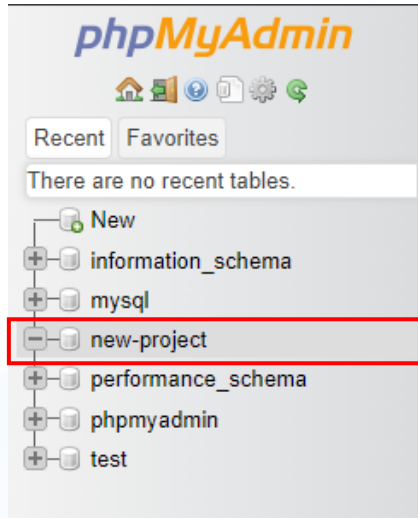 phpMyAdmin
Recent Favorites
There are no recent tables.
New
information_schema
mysql
new-project
performance_schema
phpmyadmin
test